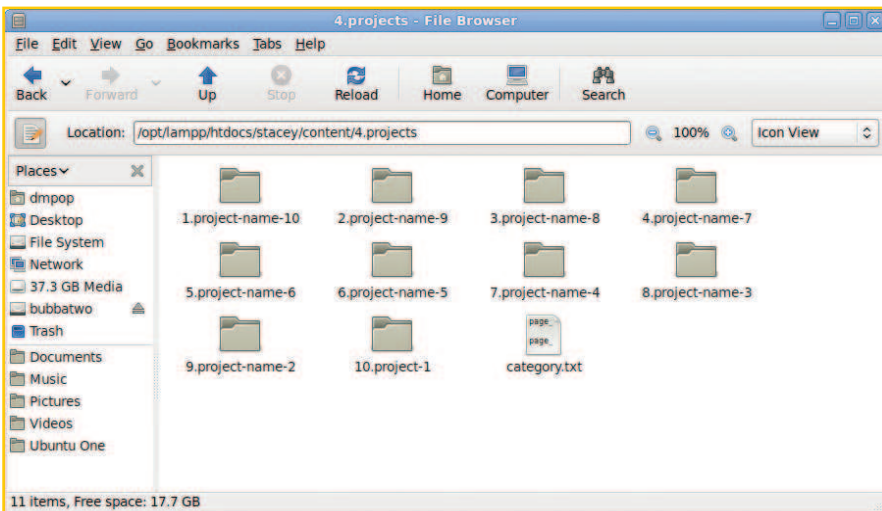 4.projects - File Browser
File Edit View Go Bookmarks Tabs Help
Back Forward Up Stop Reload Home Computer Search
Location: /opt/lampp/htdocs/stacey/content/4.projects 100% Icon View
Places
dmpop
Desktop
File System
Network
37.3 GB Media
bubbatwo
Trash
Documents
Music
Pictures
Videos
Ubuntu One
1.project-name-10 2.project-name-9 3.project-name-8 4.project-name-7
5.project-name-6 6.project-name-5 7.project-name-4 8.project-name-3
page_
page_
9.project-name-2 10.project-1 category.txt
11 items, Free space: 17.7 GB